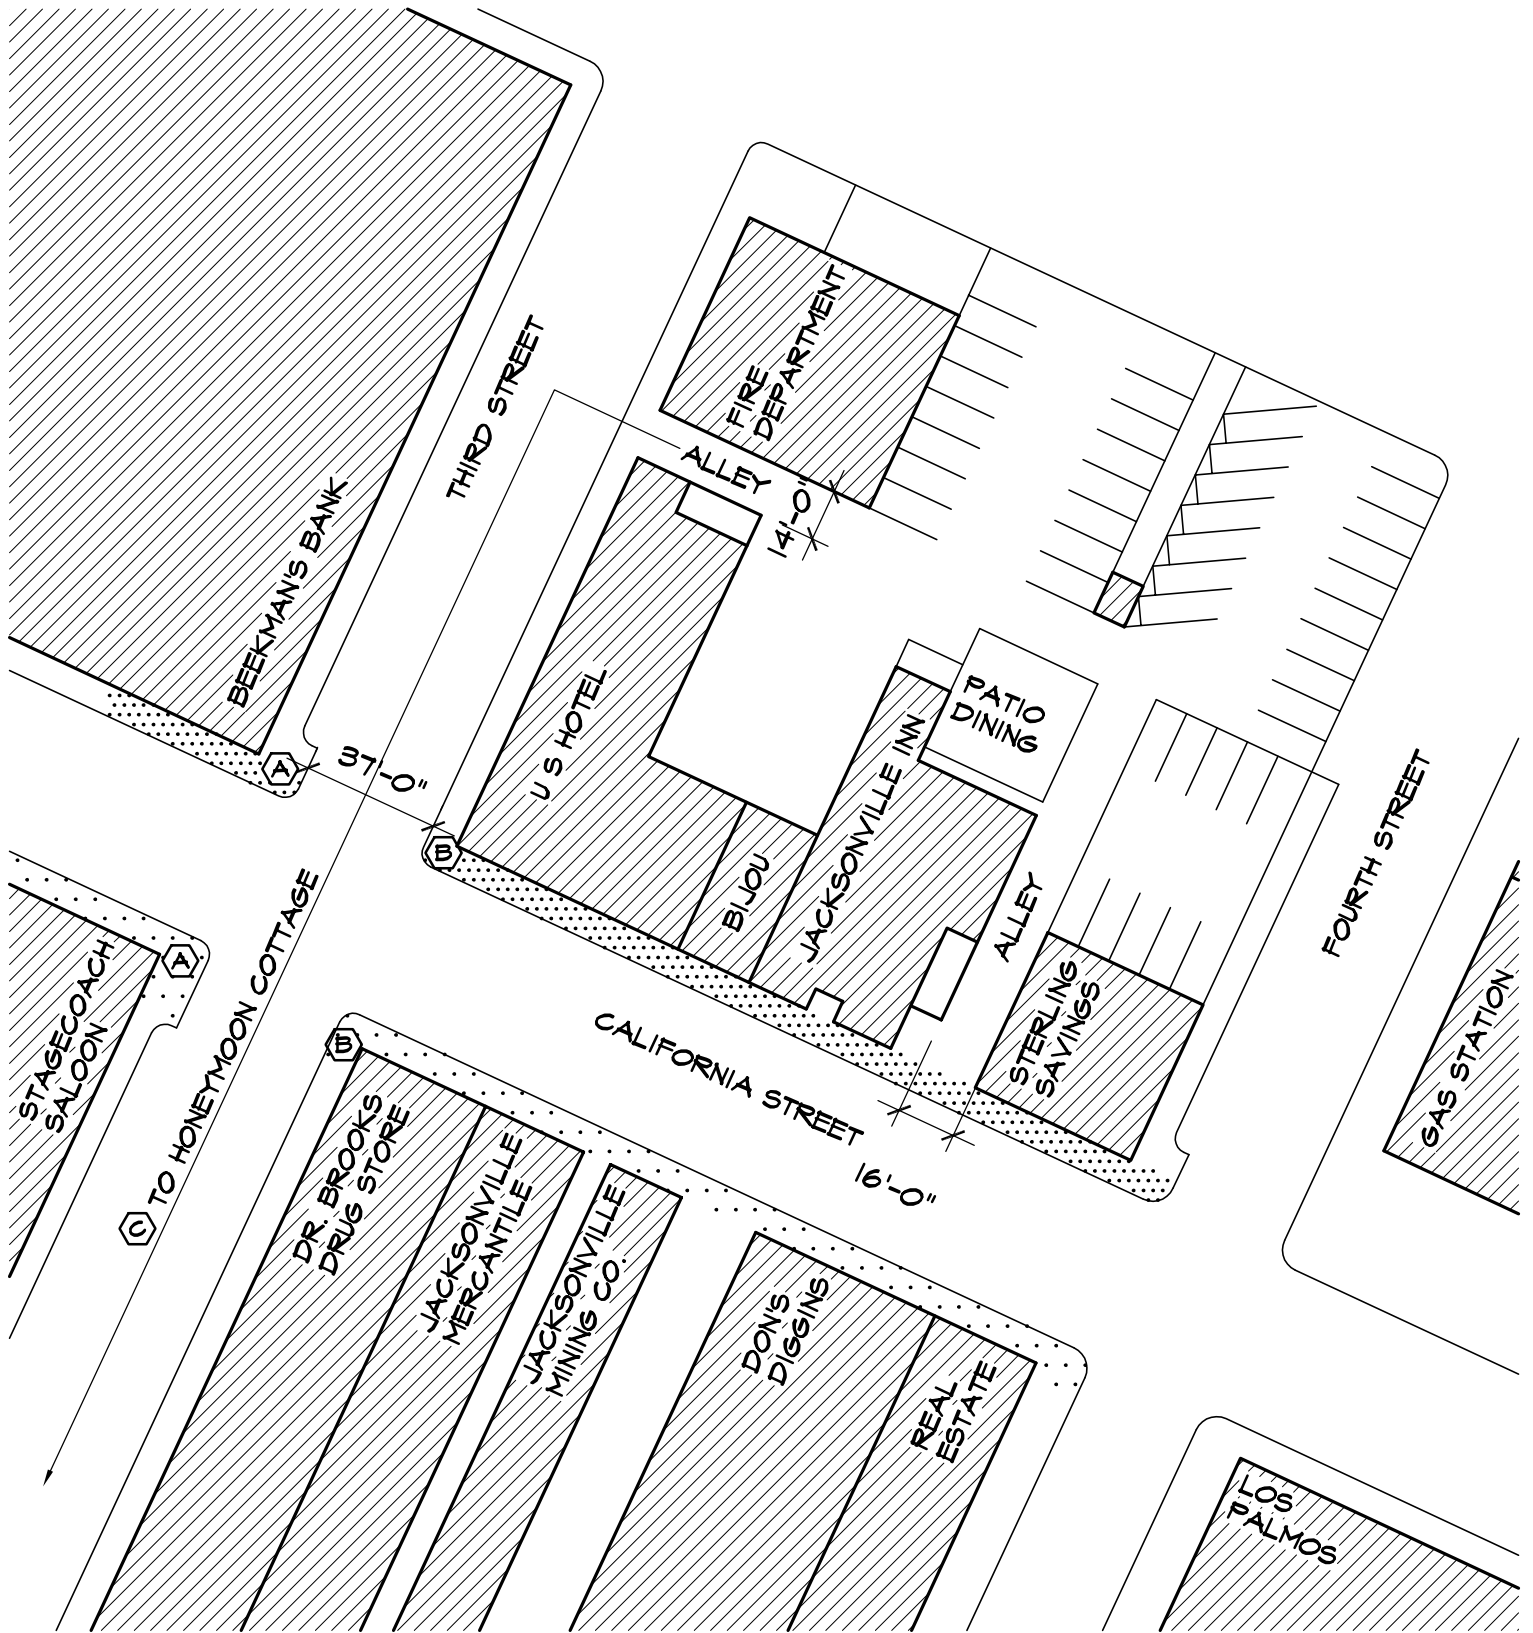 FIRE
DEPARTMENT
THIRD STREET
ALLEY
14'-0"
BEEKMAN'S BANK
U S HOTEL
PATIO
DINING
JACKSONVILLE INN
A
37'-0"
B
BIJOU
ALLEY
FOURTH STREET
STERLING
SAVINGS
GAS STATION
A
STAGECOACH
SALOON
C TO HONEYMOON COTTAGE
B
CALIFORNIA STREET
16'-0"
DR. BROOKS
DRUG STORE
JACKSONVILLE
MERCANTILE
JACKSONVILLE
MINING CO.
DON'S
DIGGINS
REAL
ESTATE
LOS
PALMOS